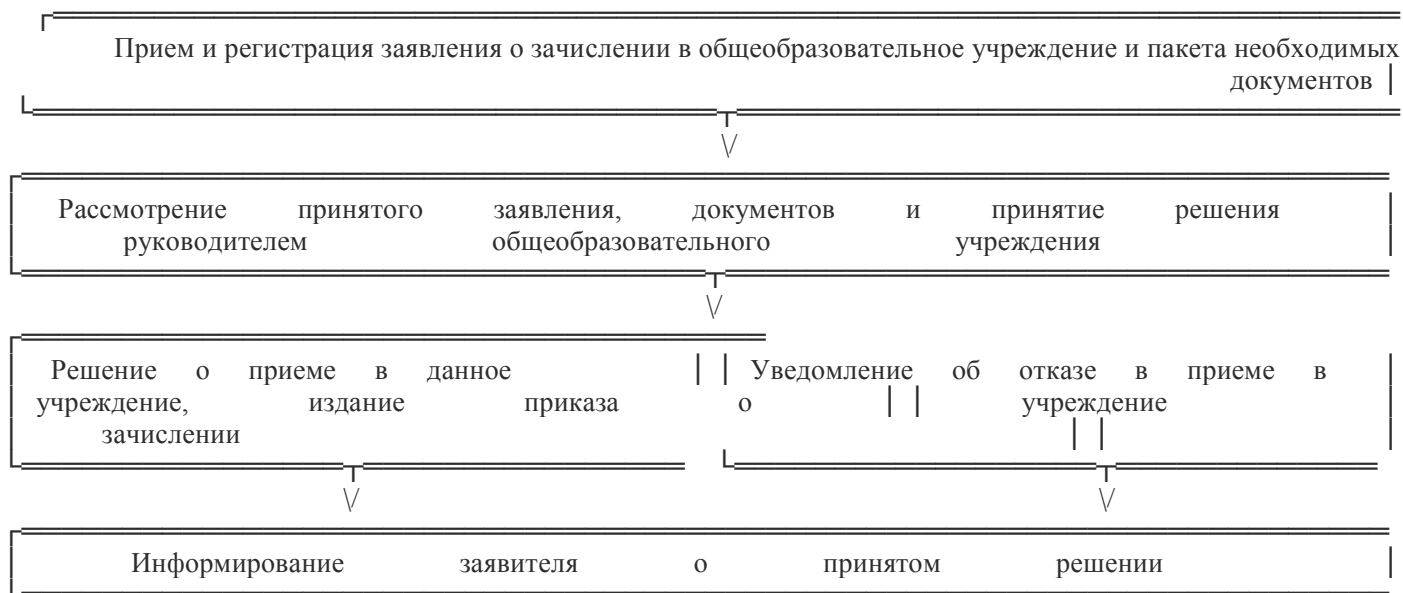 Прием и регистрация заявления о зачислении в общеобразовательное учреждение и пакета необходимых
документов
Рассмотрение принятого заявления, документов и принятие решения
руководителем общеобразовательного учреждения
Решение о приеме в данное | | Уведомление об отказе в приеме в
учреждение, издание приказа о | | учреждение
зачислении | |
Информирование заявителя о принятом решении